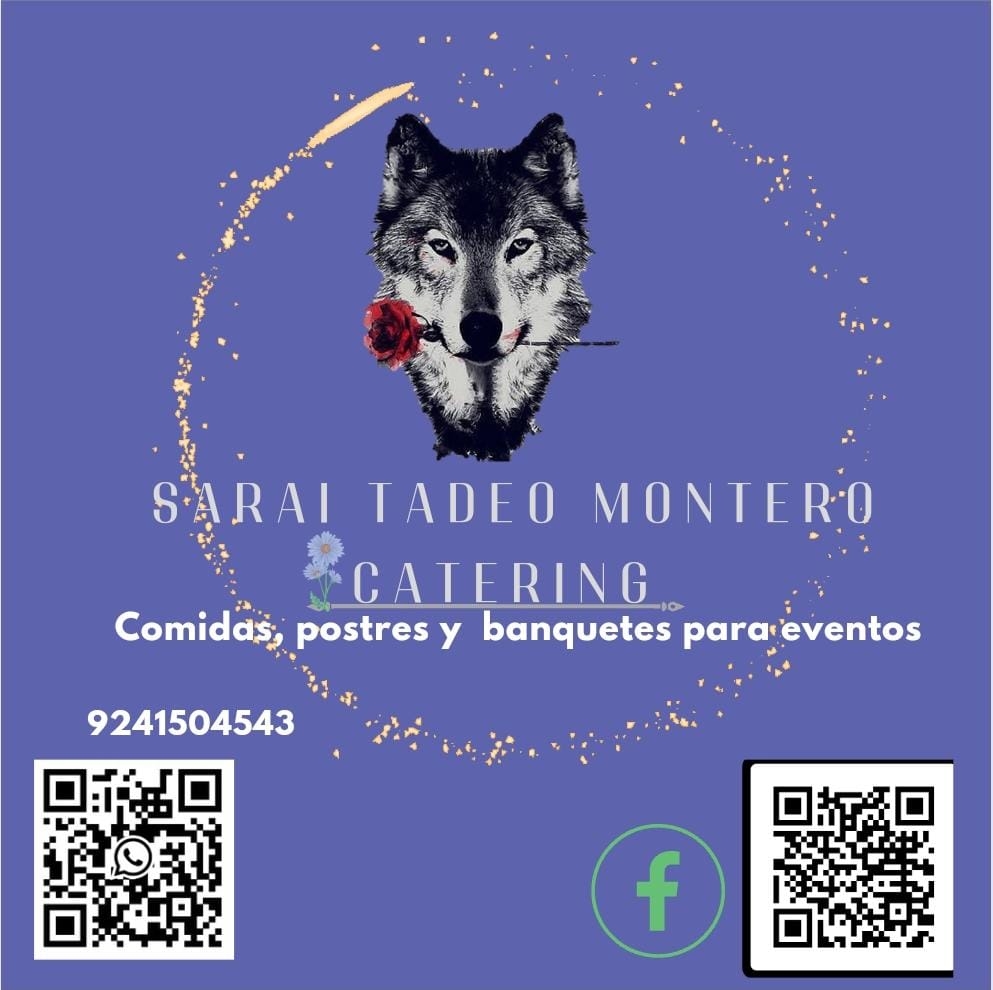 SARAI TADEO MONTERO
CATERING
Comidas, postres y banquetes para eventos
9241504543
f